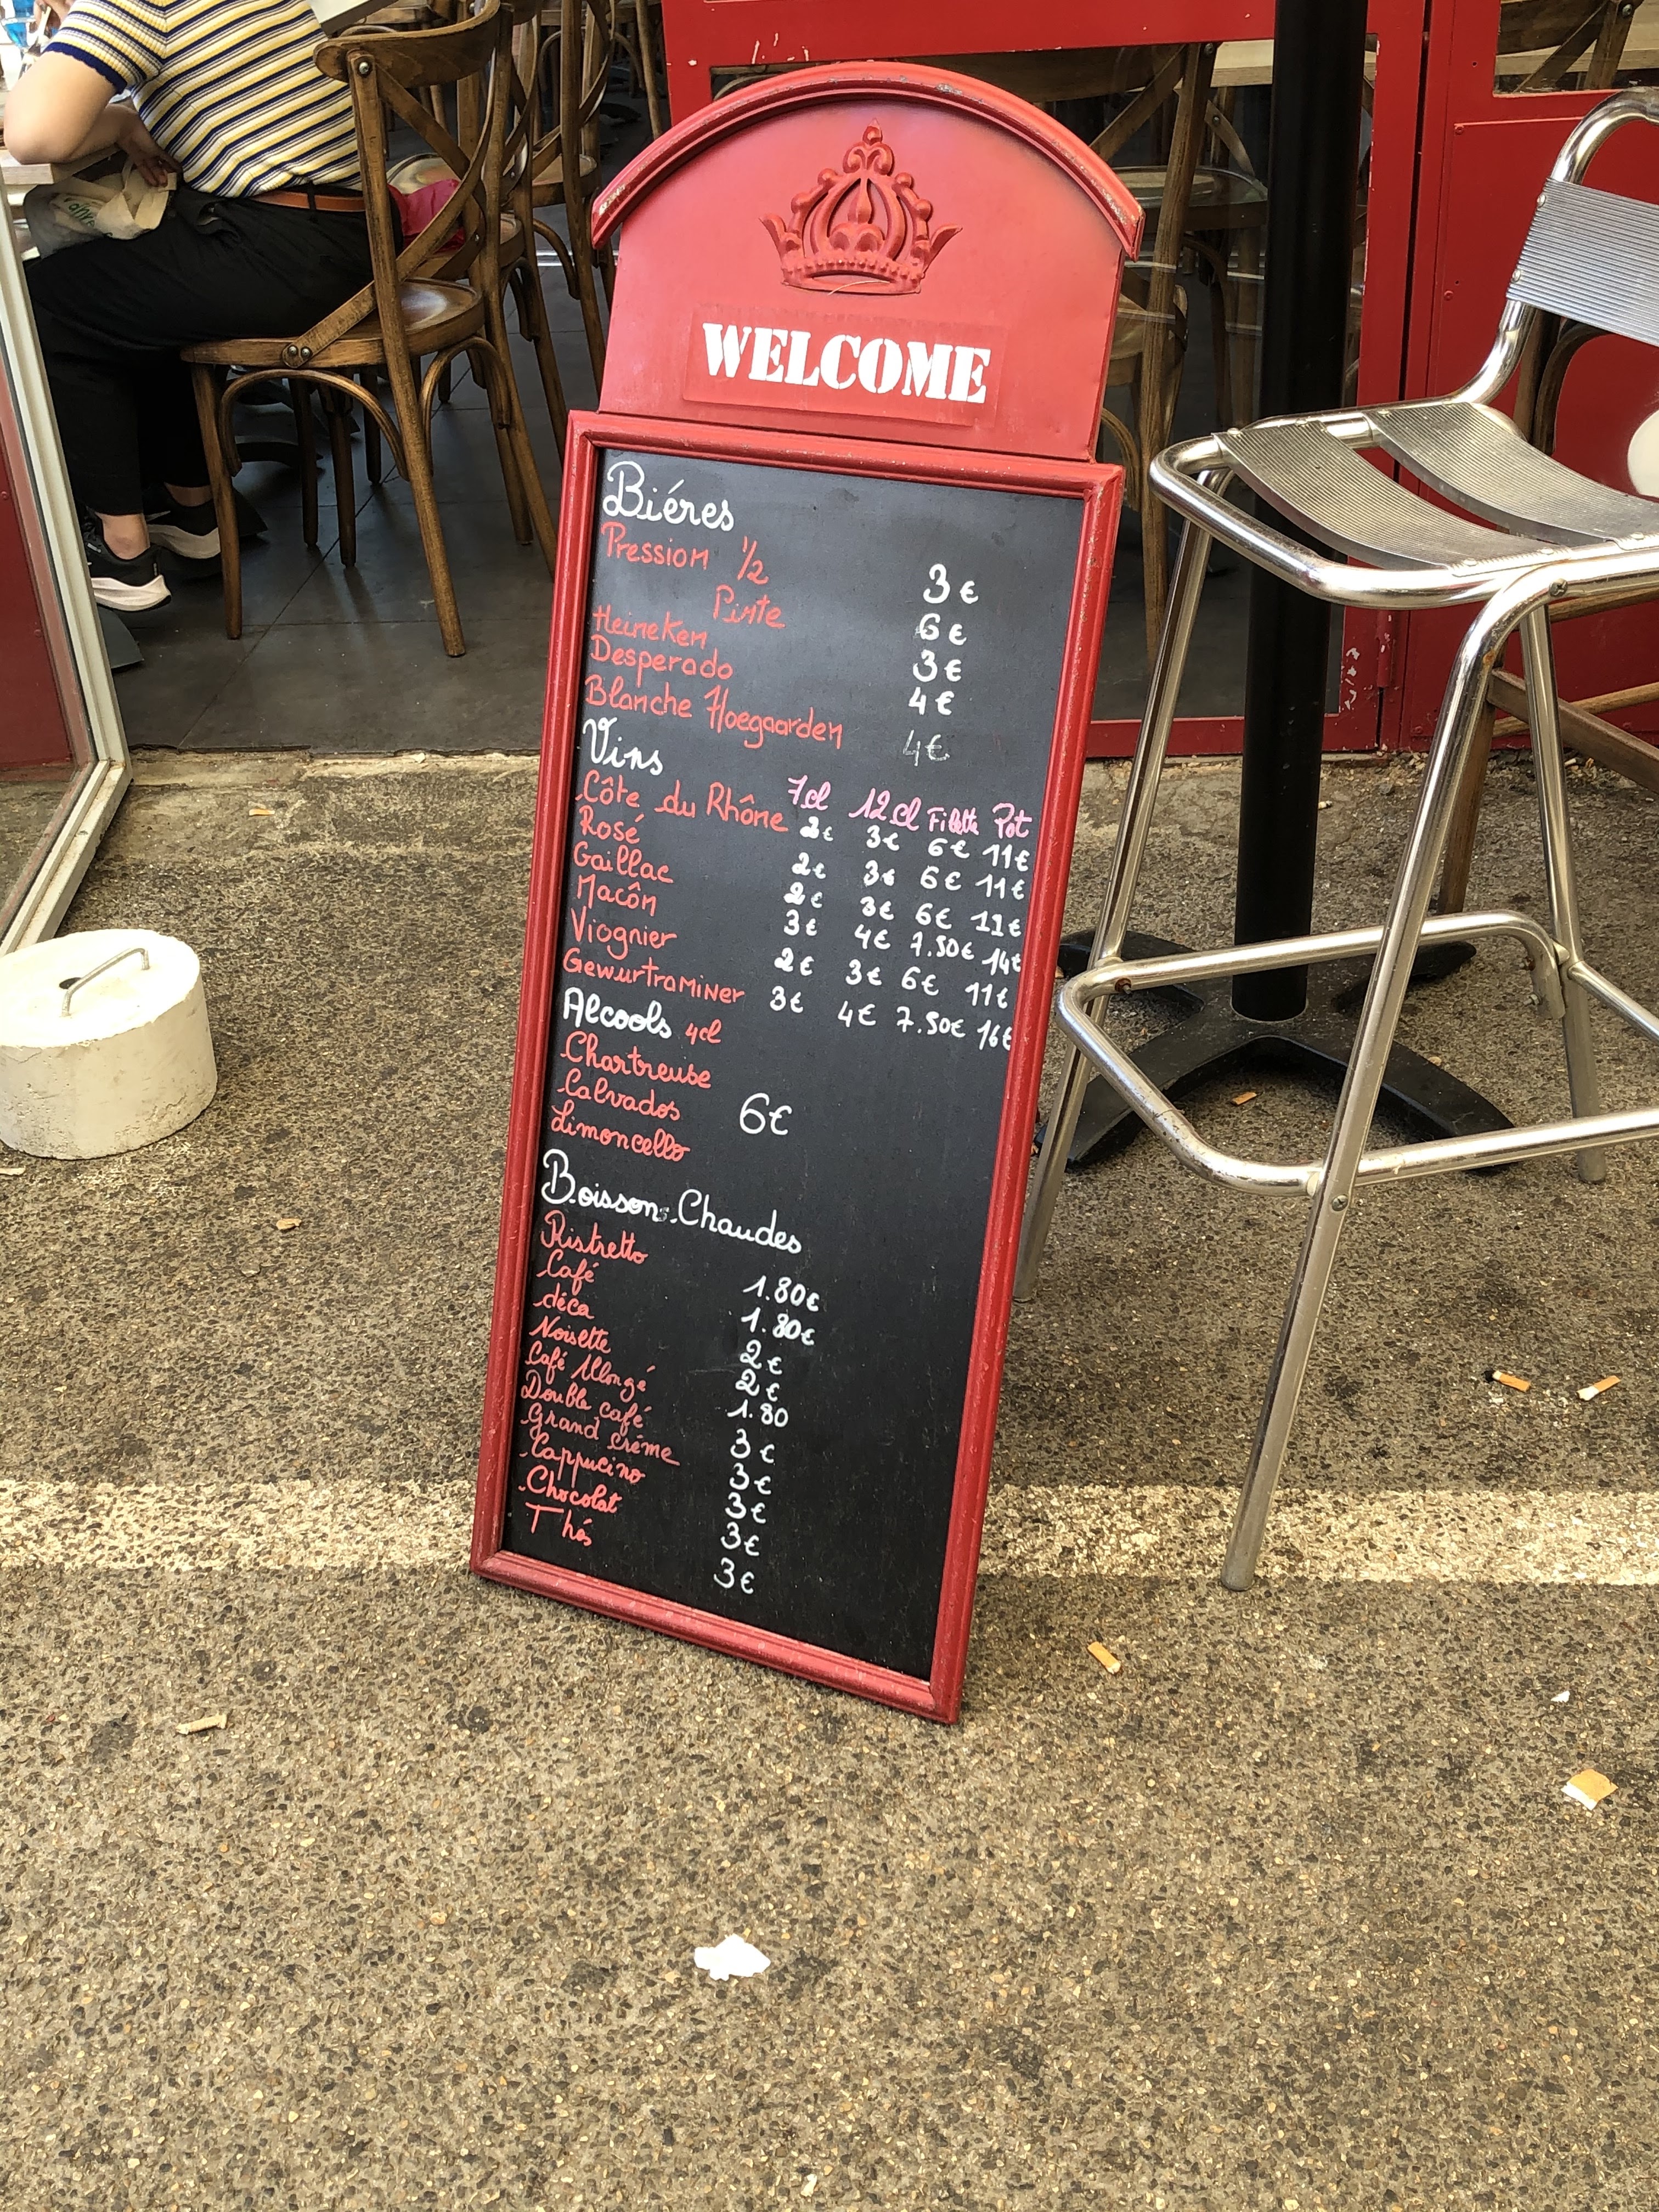 WELCOME
Biéres
Pression 1/2 3€
Pinte 6€
Heineken 3€
Desperado 4€
Blanche Hoegaarden 4€
Vins
7cl 12cl Filette Pot
Côte du Rhône 2€ 3€ 6€ 11€
Rosé 2€ 3€ 6€ 11€
Gaillac 2€ 3€ 6€ 11€
Macôn 3€ 4€ 7.50€ 14€
Viognier 2€ 3€ 6€ 11€
Gewurtraminer 3€ 4€ 7.50€ 16€
Alcools 4cl
Chartreuse
Calvados 6€
Limoncello
Boissons Chaudes
Ristretto 1.80€
Café 1.80€
déca 2€
Noisette 2€
Café Allongé 1.80
Double café 3€
Grand créme 3€
Cappucino 3€
Chocolat 3€
Thés 3€